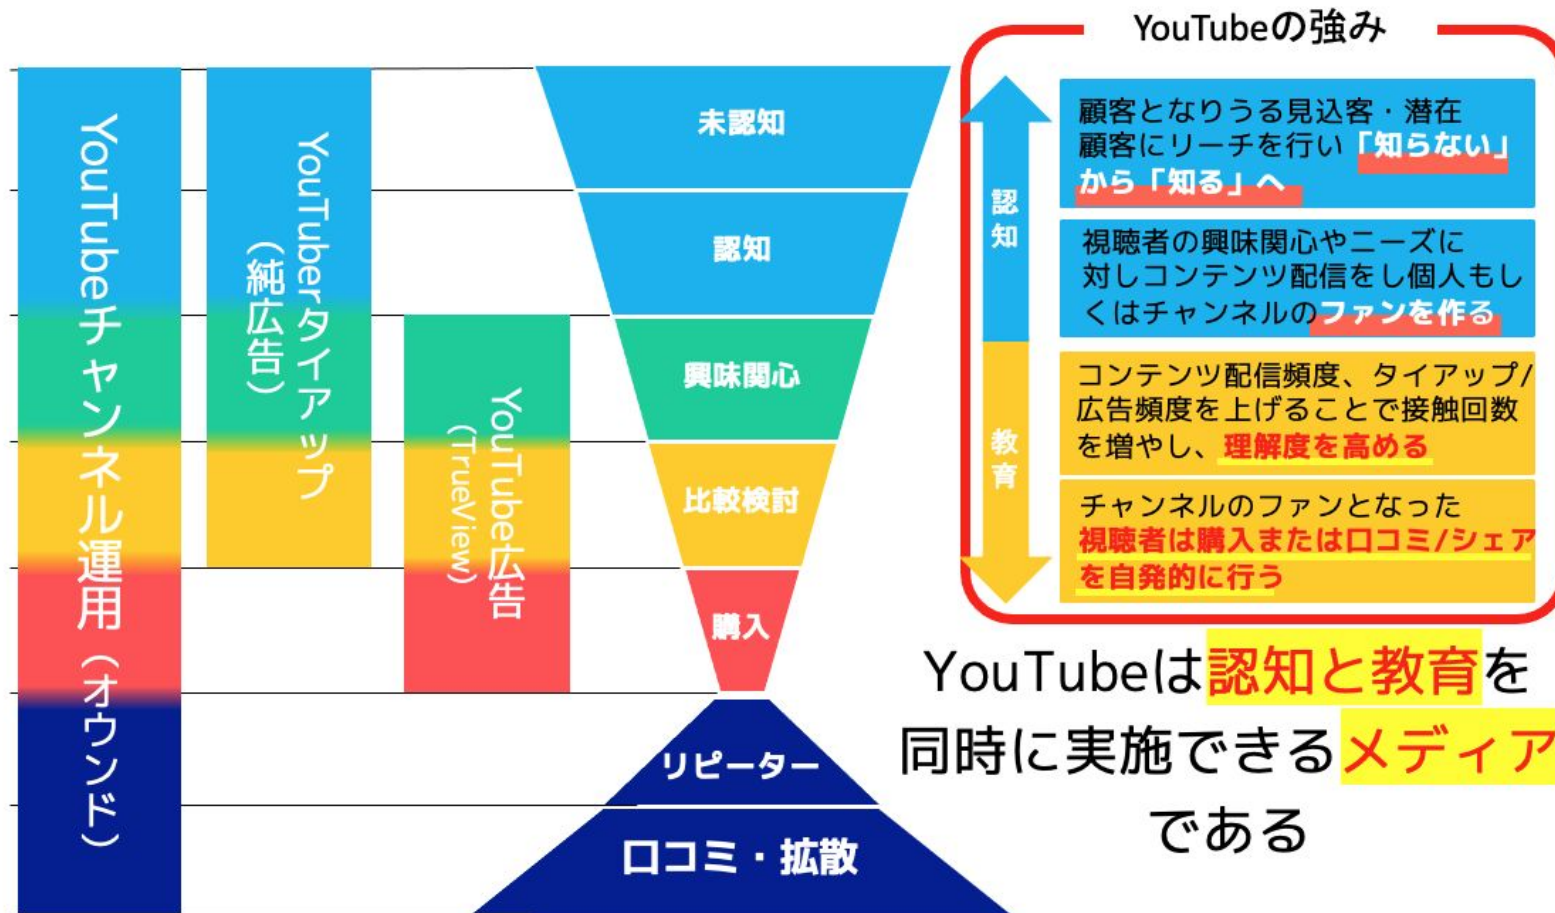 YouTubeチャンネル運用（オウンド）
YouTuberタイアップ
（純広告）
YouTube広告
（TrueView）
未認知
認知
興味関心
比較検討
購入
リピーター
口コミ・拡散
YouTubeの強み
認知
教育
顧客となりうる見込客・潜在
顧客にリーチを行い「知らない」
から「知る」へ
視聴者の興味関心やニーズに
対しコンテンツ配信をし個人もし
くはチャンネルのファンを作る
コンテンツ配信頻度、タイアップ/
広告頻度を上げることで接触回数
を増やし、理解度を高める
チャンネルのファンとなった
視聴者は購入または口コミ/シェア
を自発的に行う
YouTubeは認知と教育を
同時に実施できるメディア
である